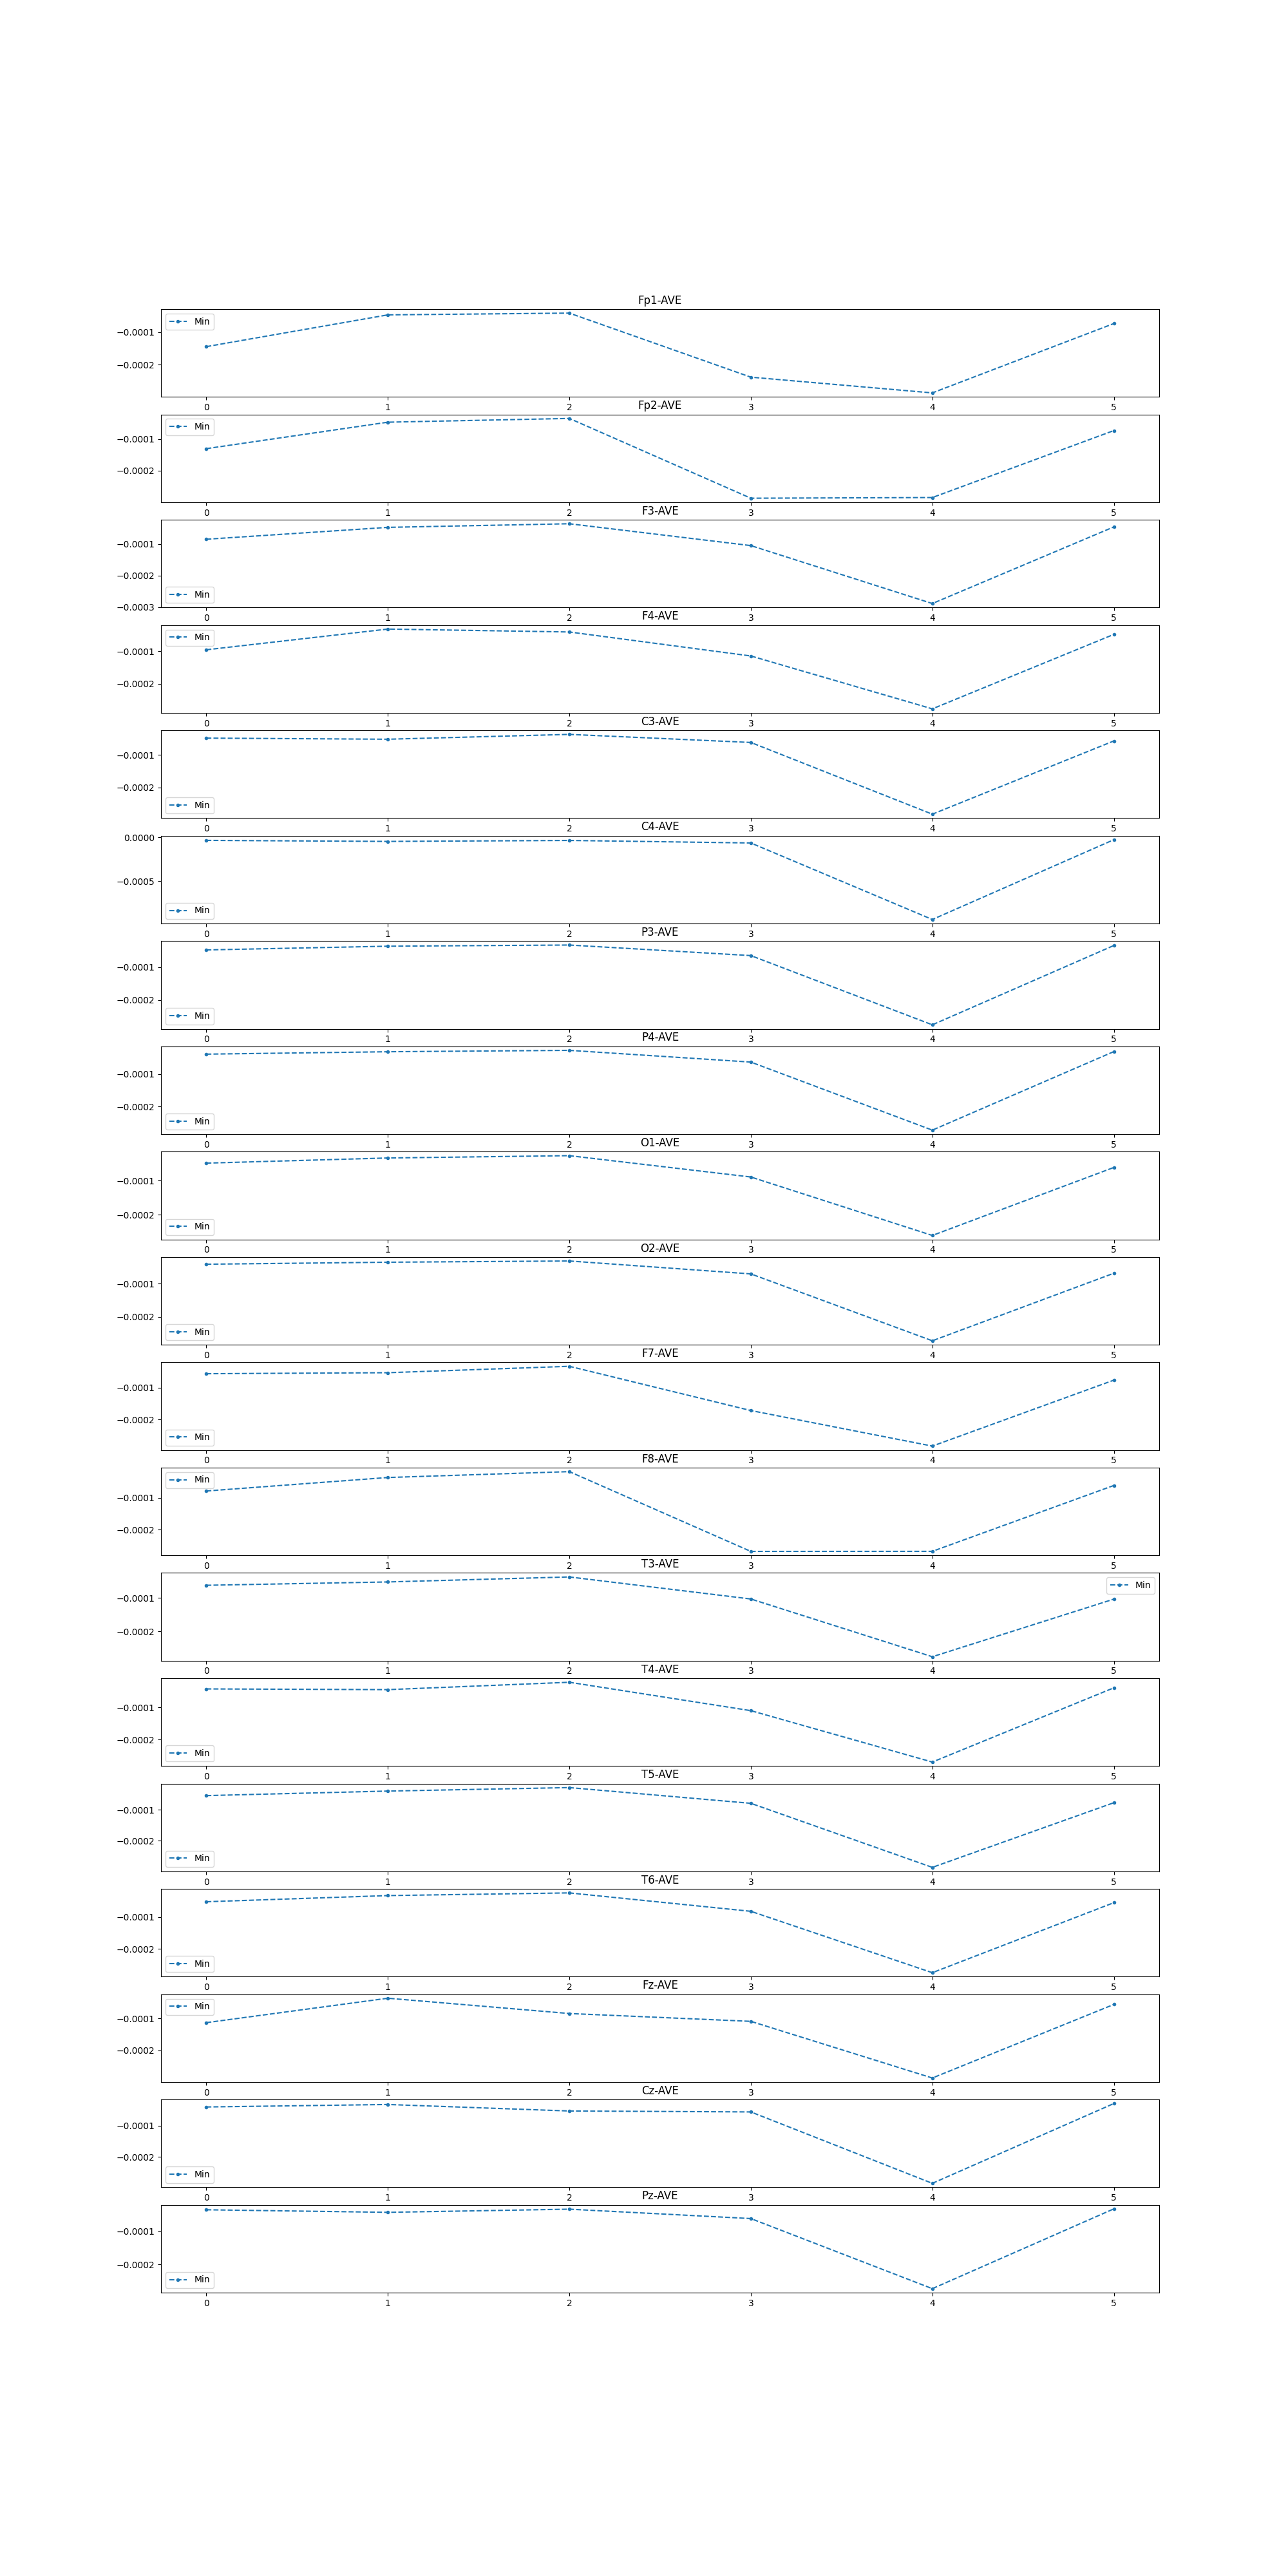 Fp1-AVE
Min
−0.0001
−0.0002
0 1 2 3 4 5
Fp2-AVE
Min
−0.0001
−0.0002
0 1 2 3 4 5
F3-AVE
−0.0001
−0.0002
Min
−0.0003
0 1 2 3 4 5
F4-AVE
Min
−0.0001
−0.0002
0 1 2 3 4 5
C3-AVE
−0.0001
−0.0002
Min
0 1 2 3 4 5
C4-AVE
0.0000
−0.0005
Min
0 1 2 3 4 5
P3-AVE
−0.0001
−0.0002
Min
0 1 2 3 4 5
P4-AVE
−0.0001
−0.0002
Min
0 1 2 3 4 5
O1-AVE
−0.0001
−0.0002
Min
0 1 2 3 4 5
O2-AVE
−0.0001
−0.0002
Min
0 1 2 3 4 5
F7-AVE
−0.0001
−0.0002
Min
0 1 2 3 4 5
F8-AVE
Min
−0.0001
−0.0002
0 1 2 3 4 5
T3-AVE
Min
−0.0001
−0.0002
0 1 2 3 4 5
T4-AVE
−0.0001
−0.0002
Min
0 1 2 3 4 5
T5-AVE
−0.0001
−0.0002
Min
0 1 2 3 4 5
T6-AVE
−0.0001
−0.0002
Min
0 1 2 3 4 5
Fz-AVE
Min
−0.0001
−0.0002
0 1 2 3 4 5
Cz-AVE
−0.0001
−0.0002
Min
0 1 2 3 4 5
Pz-AVE
−0.0001
−0.0002
Min
0 1 2 3 4 5